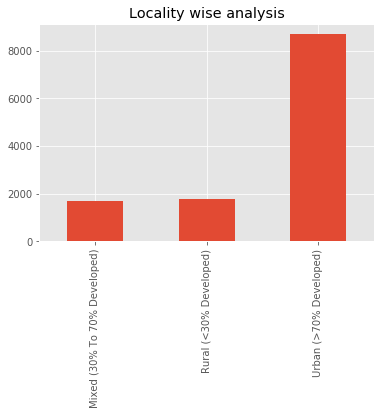 Locality wise analysis
8000
6000
4000
2000
0
Mixed (30% To 70% Developed)
Rural (<30% Developed)
Urban (>70% Developed)